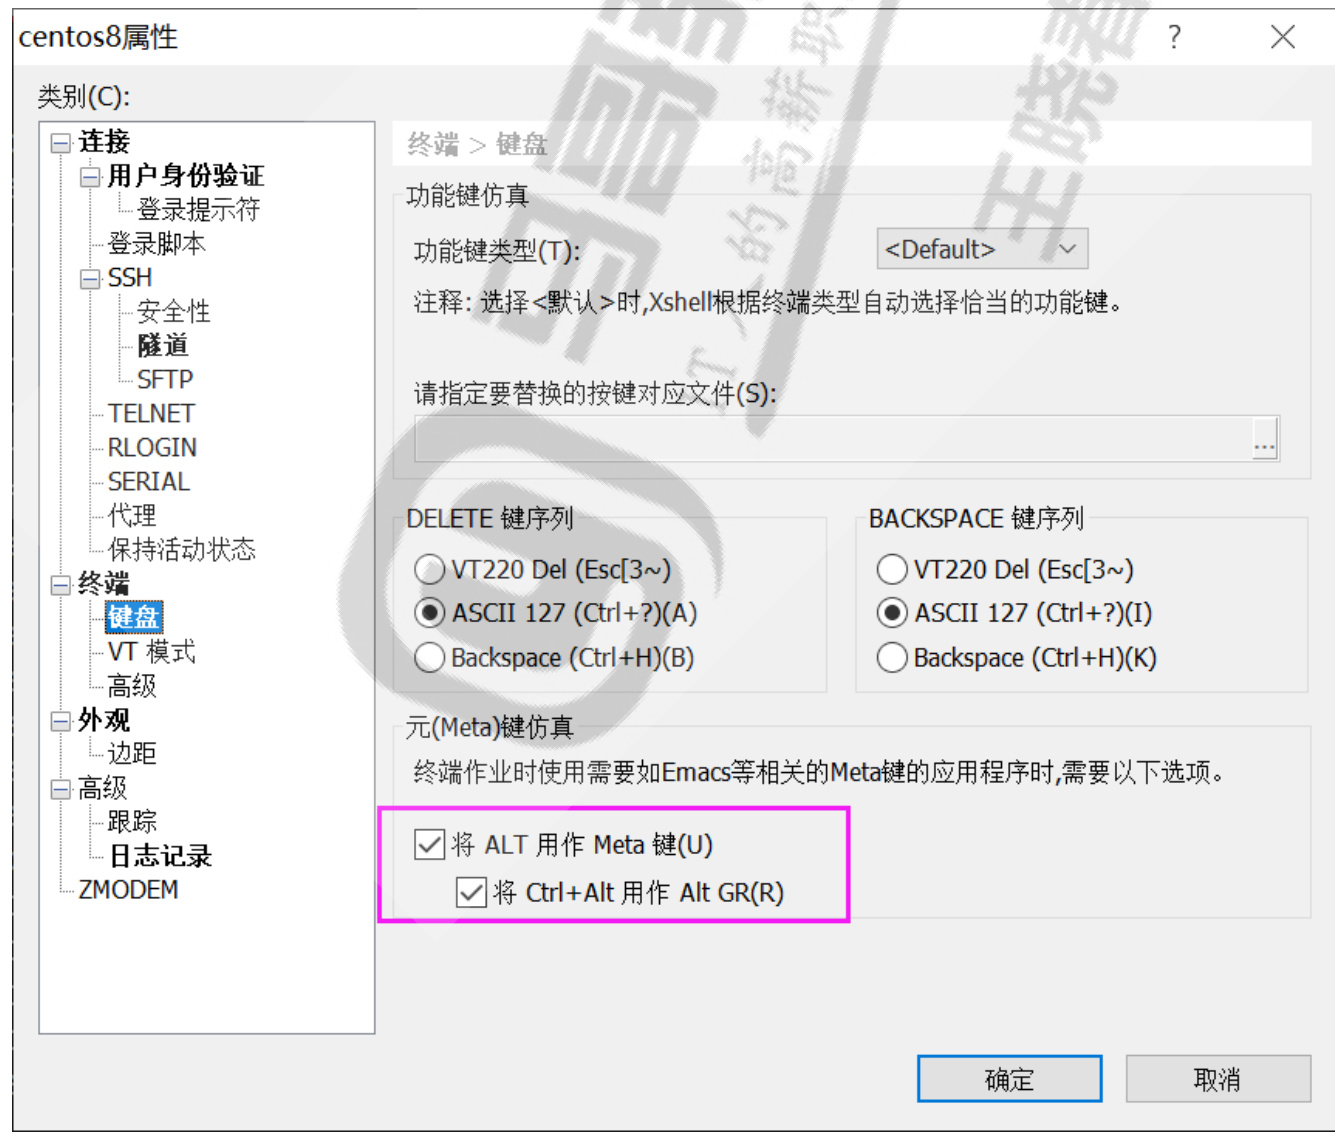 centos8属性
?
类别(C):
连接
用户身份验证
登录提示符
登录脚本
SSH
安全性
隧道
SFTP
TELNET
RLOGIN
SERIAL
代理
保持活动状态
终端
键盘
VT 模式
高级
外观
边距
高级
跟踪
日志记录
ZMODEM
终端 > 键盘
功能键仿真
功能键类型(T):
<Default>
注释: 选择<默认>时,Xshell根据终端类型自动选择恰当的功能键。
请指定要替换的按键对应文件(S):
...
DELETE 键序列
VT220 Del (Esc[3~)
ASCII 127 (Ctrl+?)(A)
Backspace (Ctrl+H)(B)
BACKSPACE 键序列
VT220 Del (Esc[3~)
ASCII 127 (Ctrl+?)(I)
Backspace (Ctrl+H)(K)
元(Meta)键仿真
终端作业时使用需要如Emacs等相关的Meta键的应用程序时,需要以下选项。
将 ALT 用作 Meta 键(U)
将 Ctrl+Alt 用作 Alt GR(R)
确定
取消
IT人的高薪职
王晓春